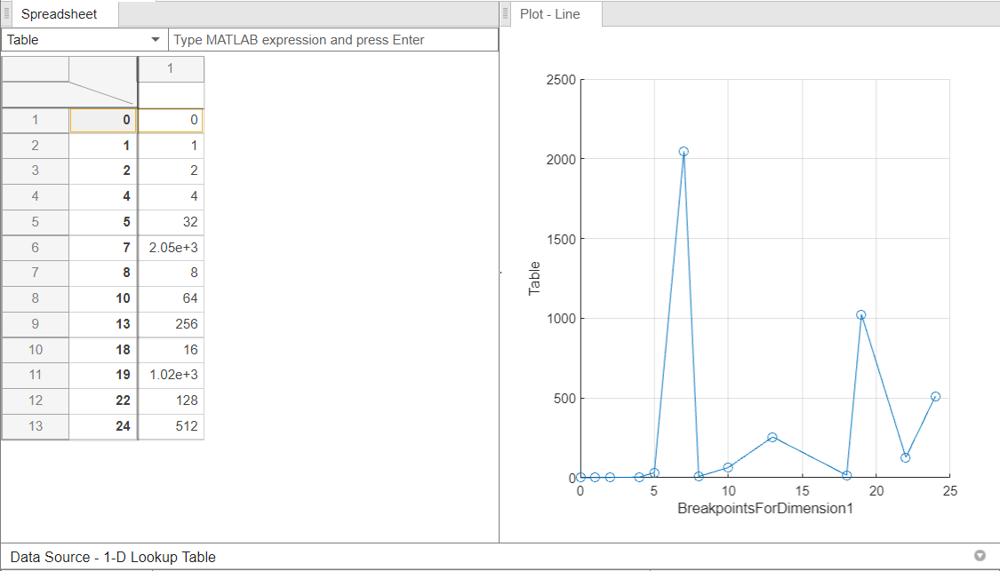 Spreadsheet
Table Type MATLAB expression and press Enter
1
1 0 0
2 1 1
3 2 2
4 4 4
5 5 32
6 7 2.05e+3
7 8 8
8 10 64
9 13 256
10 18 16
11 19 1.02e+3
12 22 128
13 24 512
Plot - Line
2500
2000
1500
1000
500
0
Table
0 5 10 15 20 25
BreakpointsForDimension1
Data Source - 1-D Lookup Table